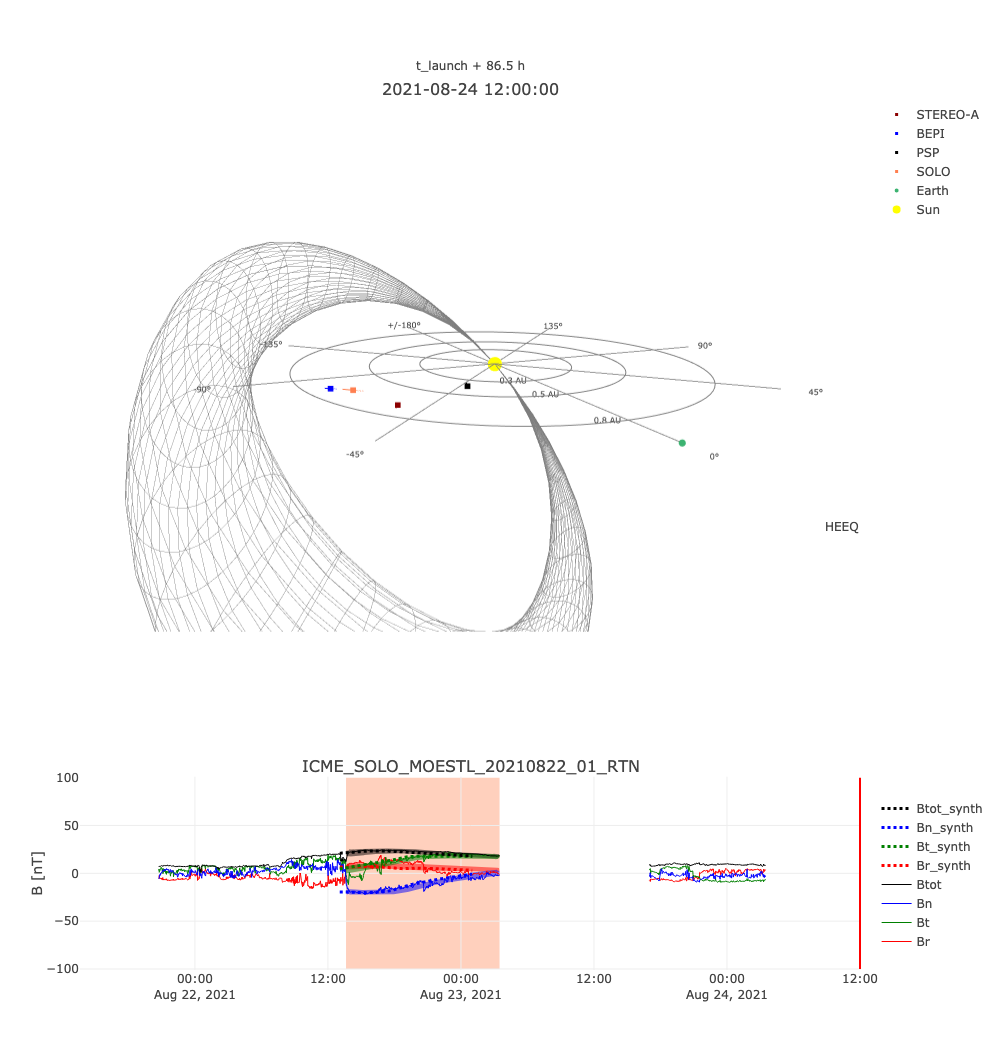 t_launch + 86.5 h
2021-08-24 12:00:00
STEREO-A
BEPI
PSP
SOLO
Earth
Sun
+/-180°
135°
-135°
90°
-90°
0.3 AU
45°
0.5 AU
0.8 AU
-45°
0°
HEEQ
ICME_SOLO_MOESTL_20210822_01_RTN
B [nT]
100
50
0
−50
−100
00:00
Aug 22, 2021
12:00
00:00
Aug 23, 2021
12:00
00:00
Aug 24, 2021
12:00
Btot_synth
Bn_synth
Bt_synth
Br_synth
Btot
Bn
Bt
Br